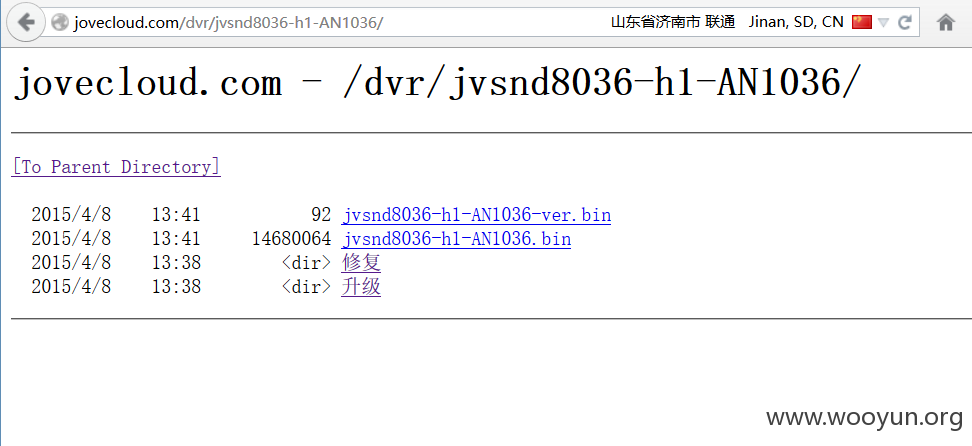 jovecloud.com/dvr/jvsnd8036-h1-AN1036/ 山东省济南市 联通 Jinan, SD, CN
jovecloud.com - /dvr/jvsnd8036-h1-AN1036/
[To Parent Directory]
2015/4/8 13:41 92 jvsnd8036-h1-AN1036-ver.bin
2015/4/8 13:41 14680064 jvsnd8036-h1-AN1036.bin
2015/4/8 13:38 <dir> 修复
2015/4/8 13:38 <dir> 升级
www.wooyun.org